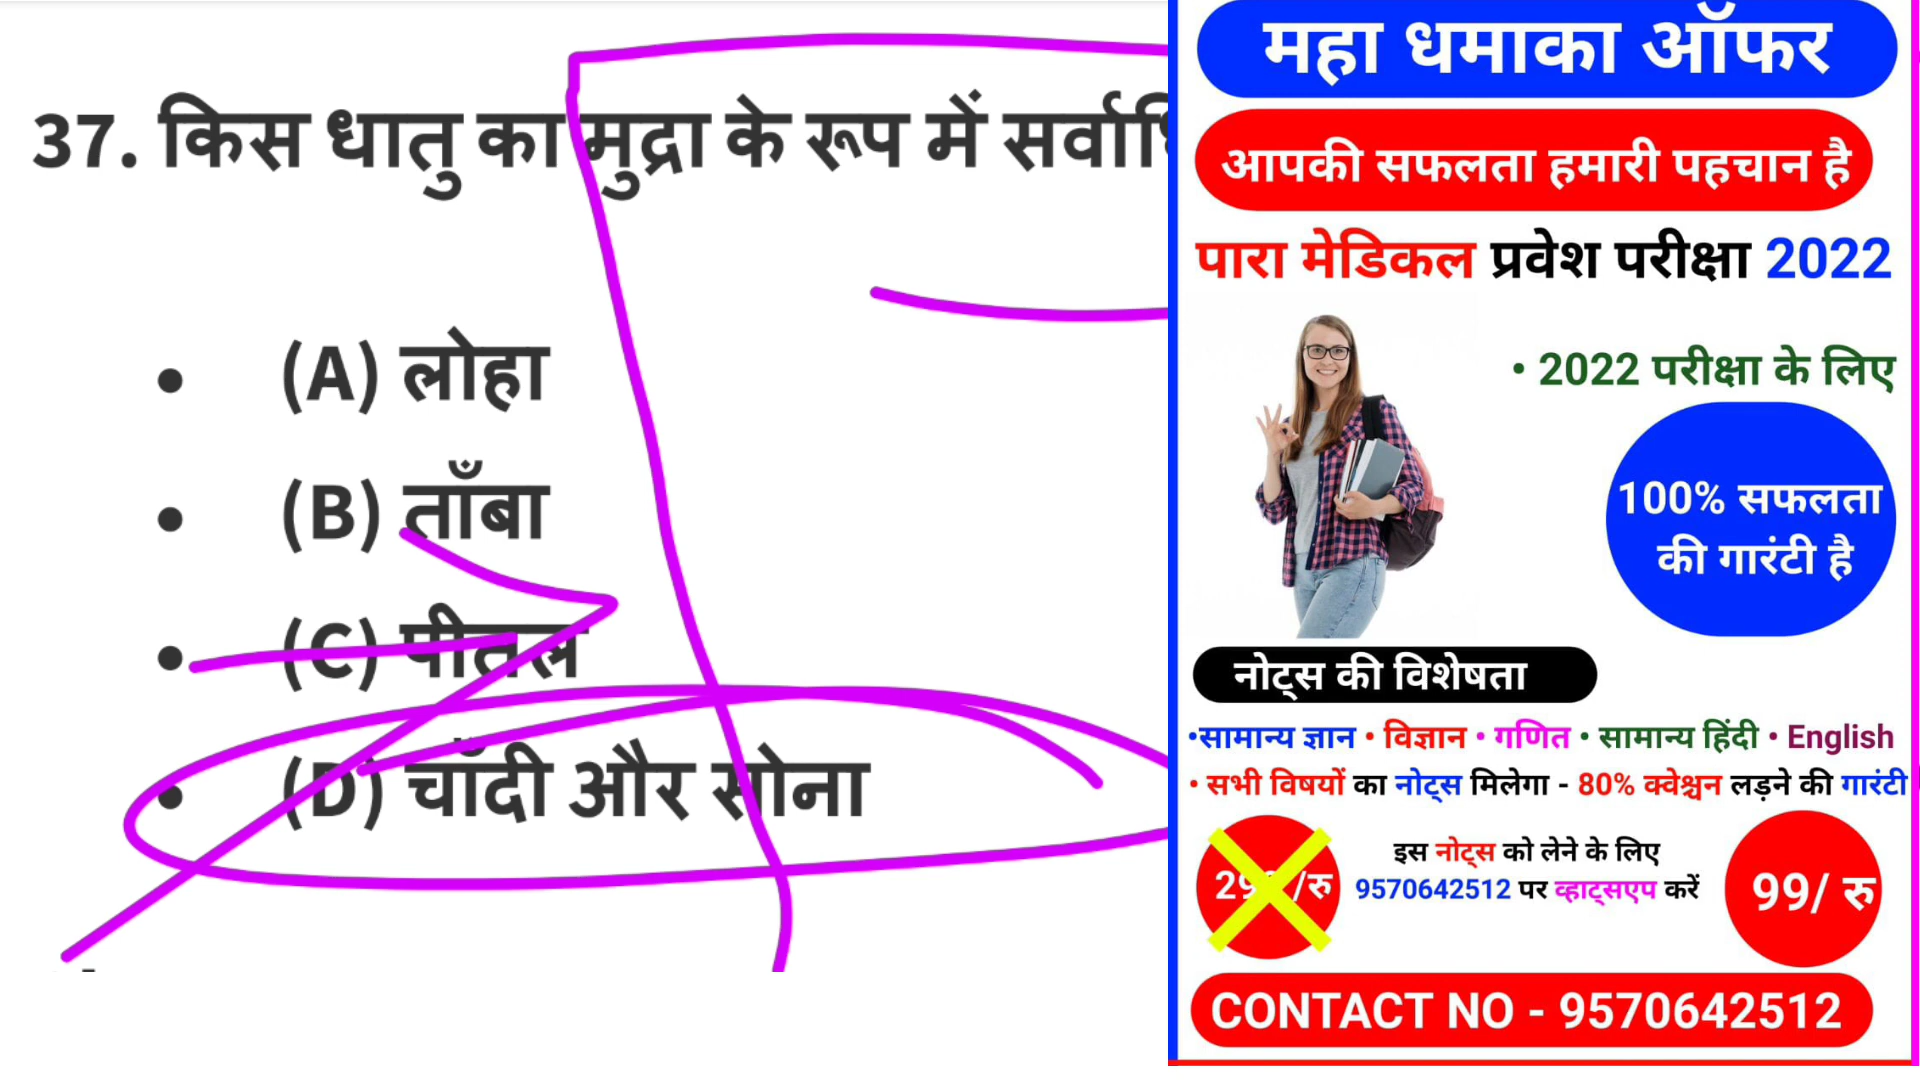 37. किस धातु का मुद्रा के रूप में
(A) लोहा
(B) ताँबा
(C) पीतल
(D) चाँदी और सोना
महा धमाका ऑफर
आपकी सफलता हमारी पहचान है
पारा मेडिकल प्रवेश परीक्षा 2022
• 2022 परीक्षा के लिए
100% सफलता
की गारंटी है
नोट्स की विशेषता
•सामान्य ज्ञान • विज्ञान • गणित • सामान्य हिंदी • English
• सभी विषयों का नोट्स मिलेगा - 80% क्वेश्चन लड़ने की गारंटी
इस नोट्स को लेने के लिए
9570642512 पर व्हाट्सएप करें
99/ रु
CONTACT NO - 9570642512